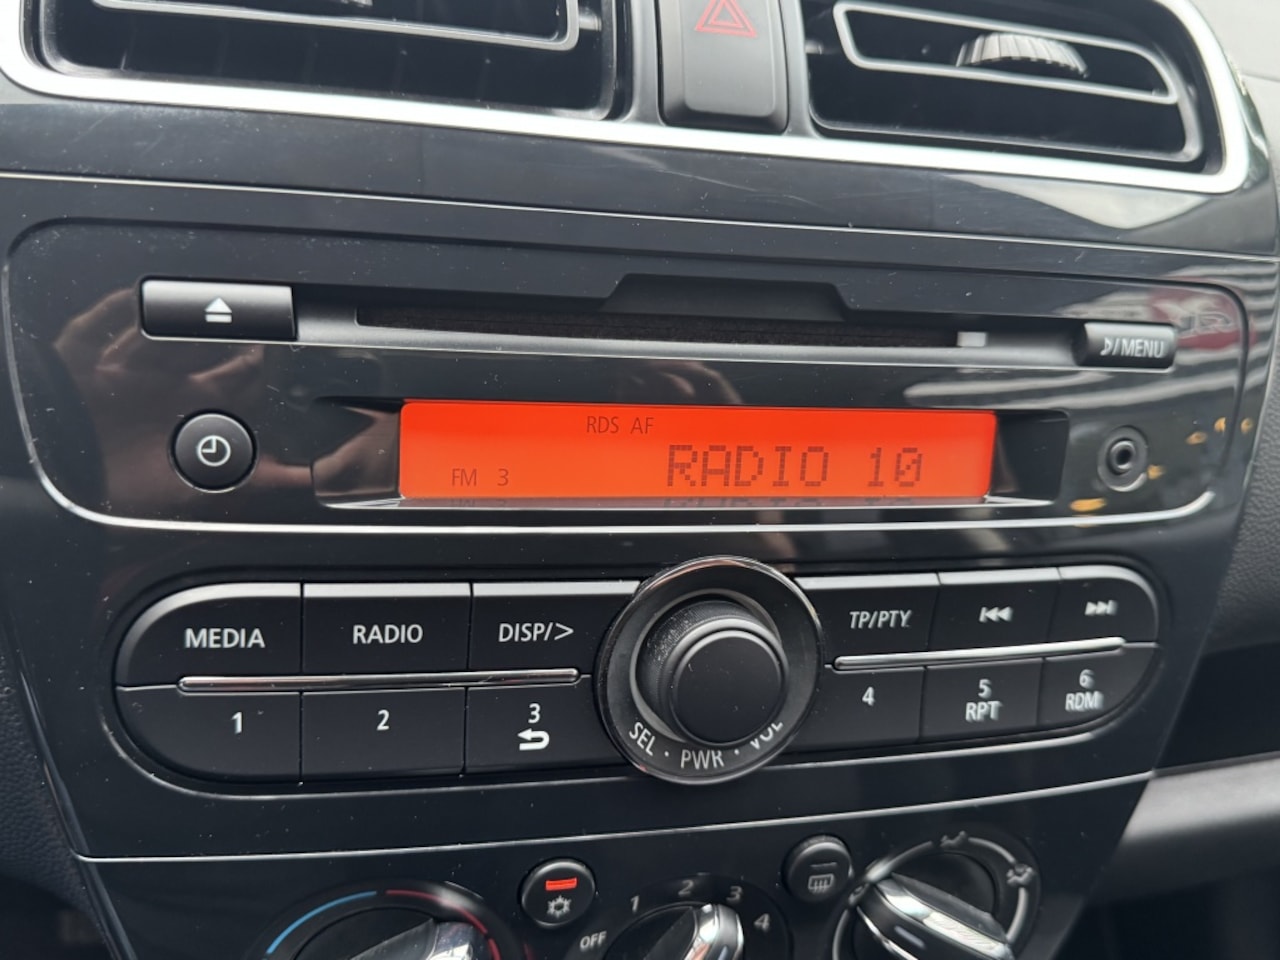 ♪/MENU
RDS AF
FM 3 RADIO 10
MEDIA RADIO DISP/> TP/PTY
1 2 3 4 5 6
RPT RDM
SEL · PWR · VOL
OFF 1 2 3 4